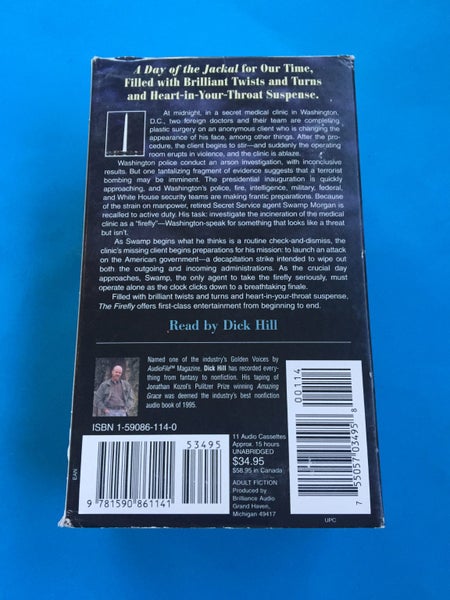 A Day of the Jackal for Our Time,
Filled with Brilliant Twists and Turns
and Heart-in-Your-Throat Suspense.
At midnight, in a secret medical clinic in Washington,
D.C., two foreign doctors and their team are completing
plastic surgery on an anonymous client who is changing the
appearance of his face, among other things. After the pro-
cedure, the client begins to stir—and suddenly the operating
room erupts in violence, and the clinic is ablaze.
Washington police conduct an arson investigation, with inconclusive
results. But one tantalizing fragment of evidence suggests that a terrorist
bombing may be imminent. The presidential inauguration is quickly
approaching, and Washington's police, fire, intelligence, military, federal,
and White House security teams are making frantic preparations. Because
of the strain on manpower, retired Secret Service agent Swamp Morgan is
recalled to active duty. His task: investigate the incineration of the medical
clinic as a "firefly"—Washington-speak for something that looks like a threat
but isn't.
As Swamp begins what he thinks is a routine check-and-dismiss, the
clinic's missing client begins preparations for his mission: to launch an attack
on the American government—a decapitation strike intended to wipe out
both the outgoing and incoming administrations. As the crucial day
approaches, Swamp, the only agent to take the firefly seriously, must
operate alone as the clock clicks down to a breathtaking finale.
Filled with brilliant twists and turns and heart-in-your-throat suspense,
The Firefly offers first-class entertainment from beginning to end.
Read by Dick Hill
Named one of the industry's Golden Voices by
AudioFile™ Magazine, Dick Hill has recorded every-
thing from fantasy to nonfiction. His taping of
Jonathan Kozol's Pulitzer Prize winning Amazing
Grace was deemed the industry's best nonfiction
audio book of 1995.
ISBN 1-59086-114-0
53495
EAN
9 781590 861141
11 Audio Cassettes
Approx. 15 hours
UNABRIDGED
$34.95
$58.95 in Canada
ADULT FICTION
Produced by
Brilliance Audio
Grand Haven,
Michigan 49417
00114
7 55057 03495 8
UPC